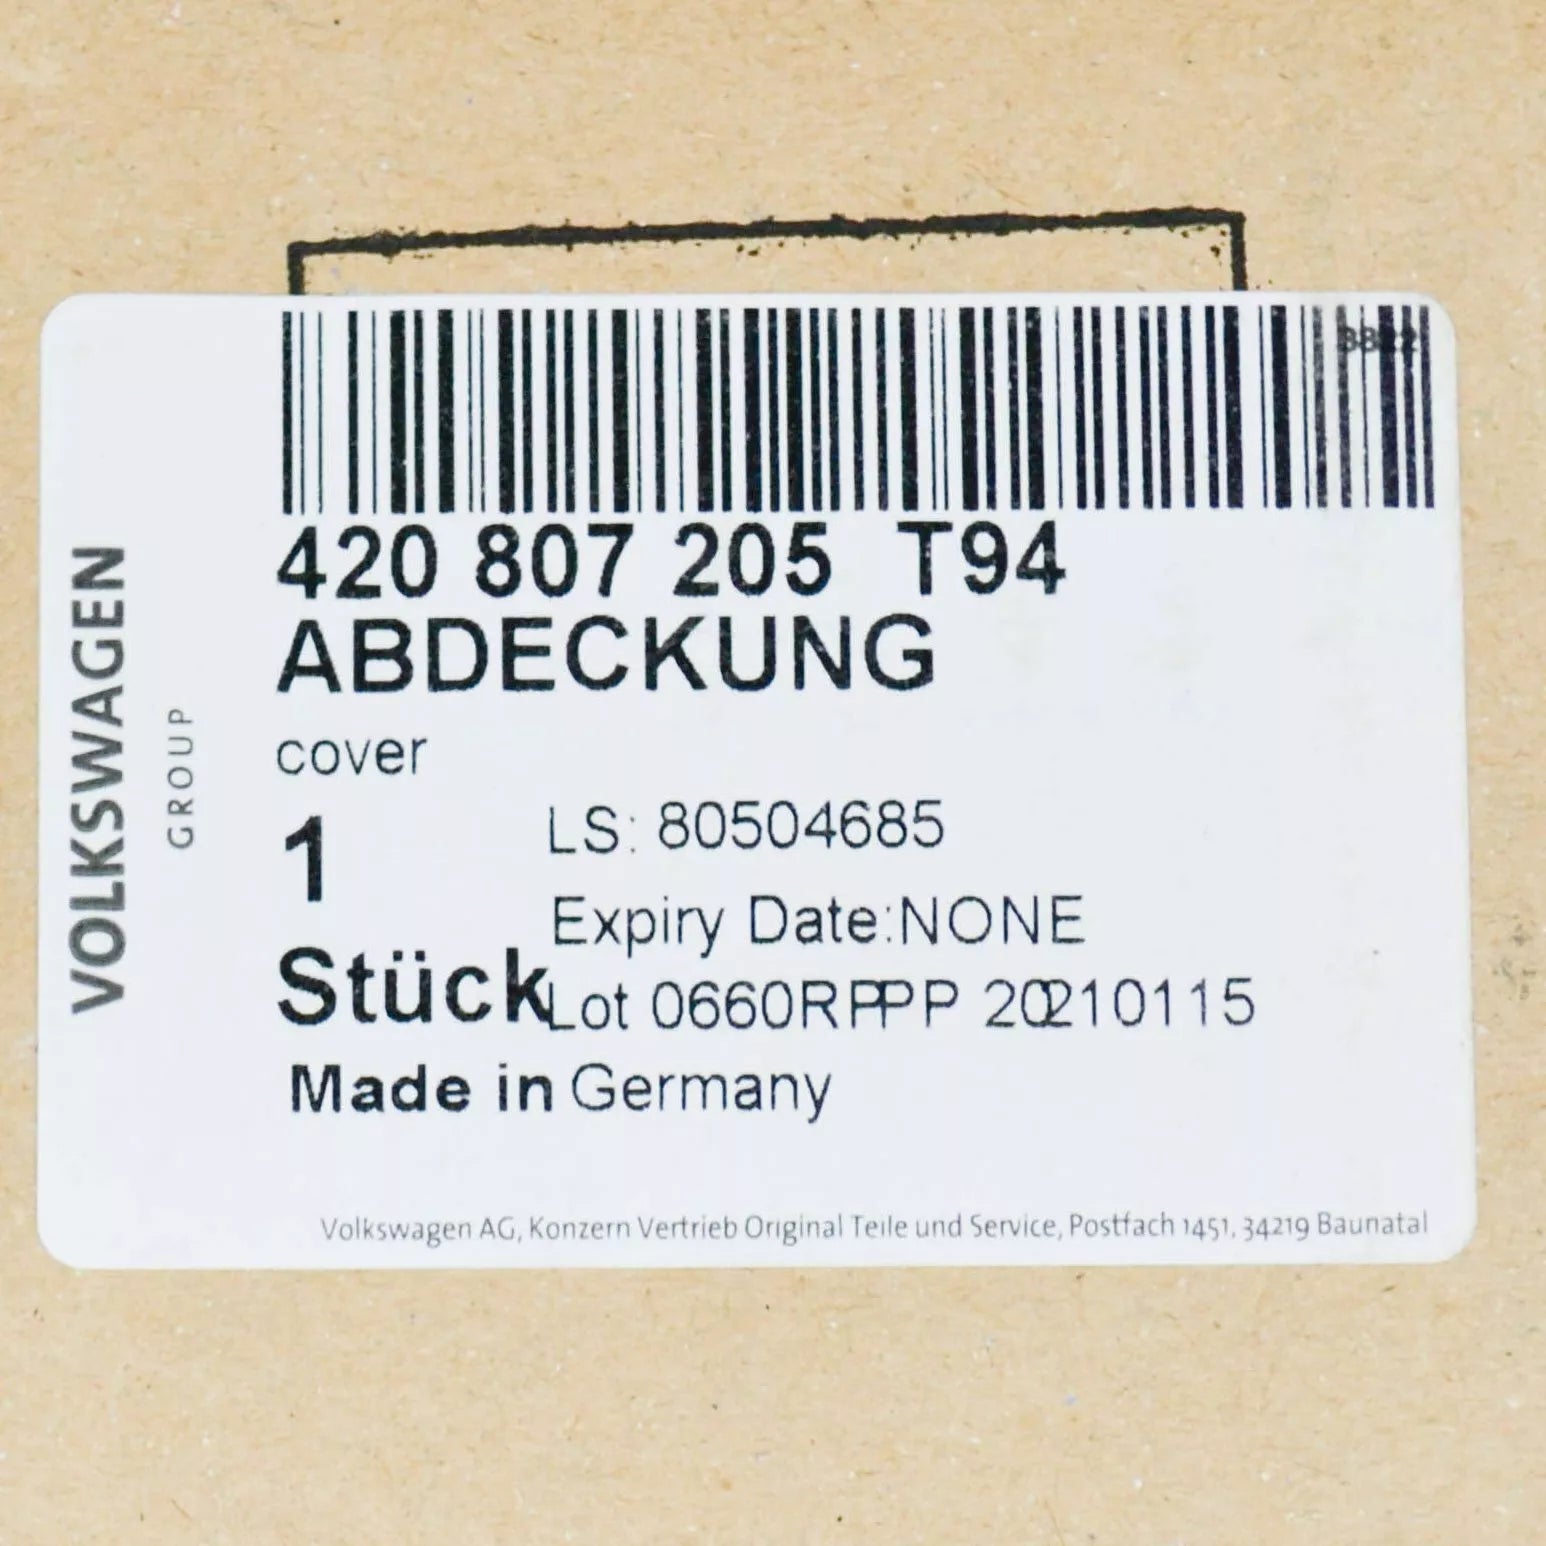 VOLKSWAGEN
GROUP
420 807 205 T94
ABDECKUNG
cover
1
LS: 80504685
Expiry Date:NONE
Stück
Lot 0660RPPP 20210115
Made in Germany
Volkswagen AG, Konzern Vertrieb Original Teile und Service, Postfach 1451, 34219 Baunatal